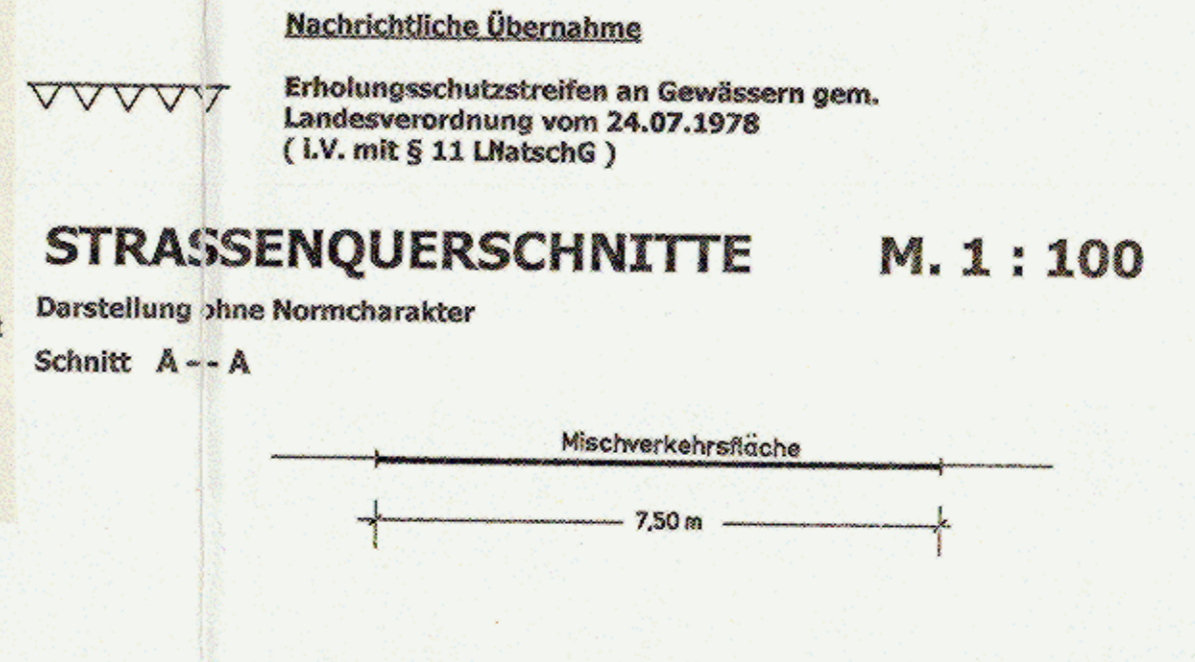 Nachrichtliche Übernahme
Erholungsschutzstreifen an Gewässern gem.
Landesverordnung vom 24.07.1978
( i.V. mit § 11 LNatschG )
STRASSENQUERSCHNITTE M. 1 : 100
Darstellung ohne Normcharakter
Schnitt A - - A
Mischverkehrsfläche
7,50 m